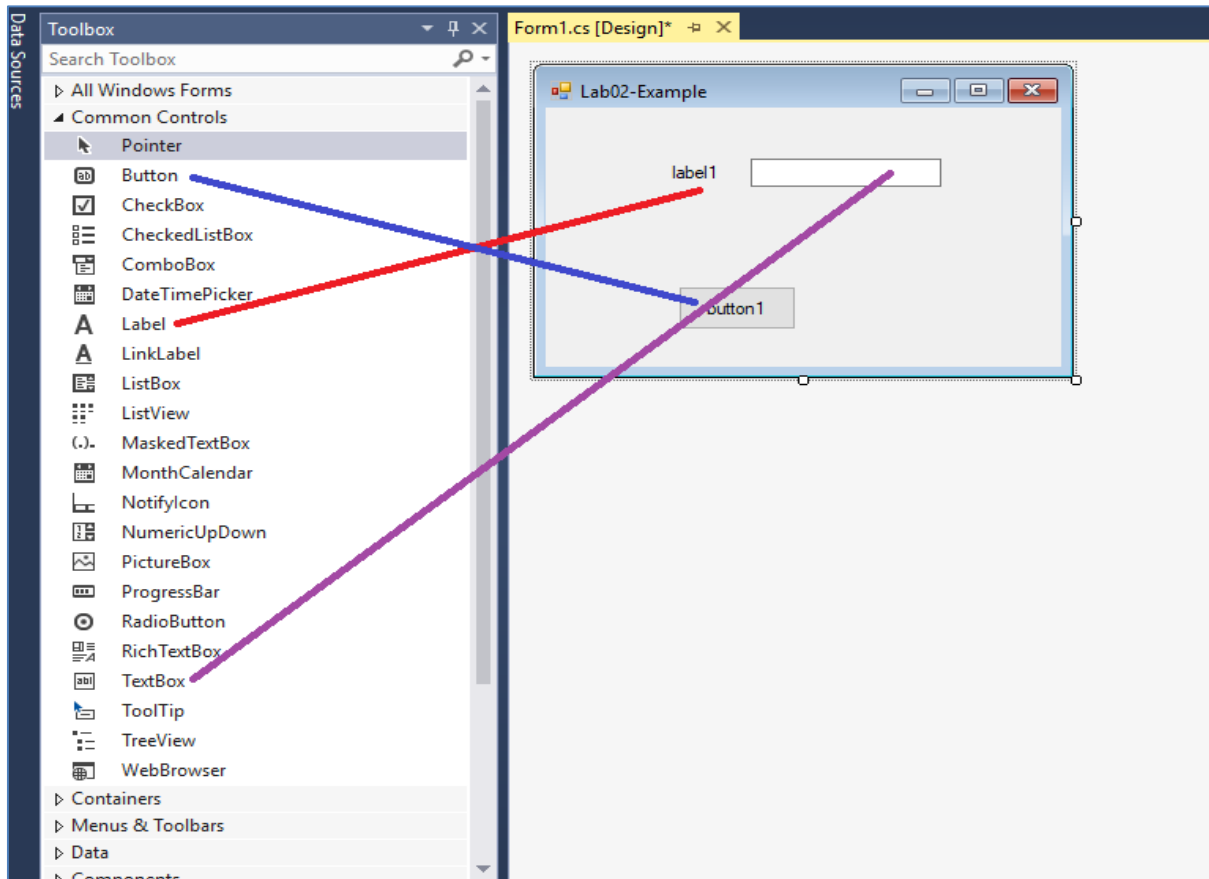 Data Sources
Toolbox
Search Toolbox
All Windows Forms
Common Controls
Pointer
Button
CheckBox
CheckedListBox
ComboBox
DateTimePicker
Label
LinkLabel
ListBox
ListView
MaskedTextBox
MonthCalendar
NotifyIcon
NumericUpDown
PictureBox
ProgressBar
RadioButton
RichTextBox
TextBox
ToolTip
TreeView
WebBrowser
Containers
Menus & Toolbars
Data
Components
Form1.cs [Design]*
Lab02-Example
label1
button1